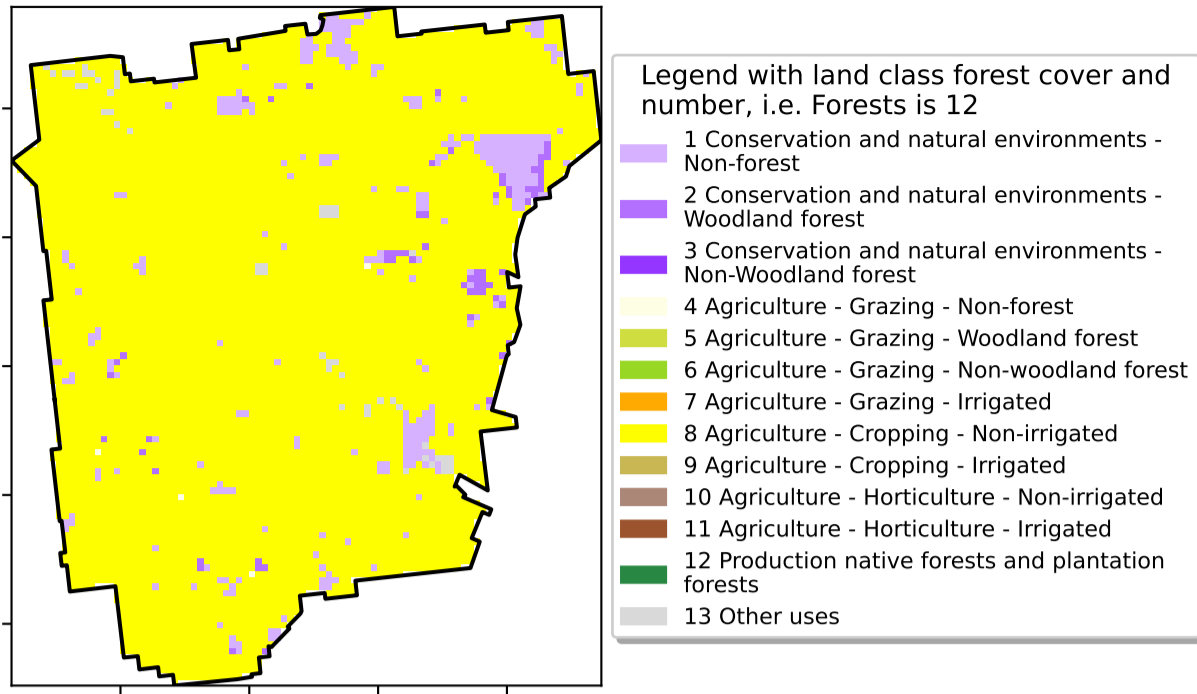 Legend with land class forest cover and
number, i.e. Forests is 12
1 Conservation and natural environments -
Non-forest
2 Conservation and natural environments -
Woodland forest
3 Conservation and natural environments -
Non-Woodland forest
4 Agriculture - Grazing - Non-forest
5 Agriculture - Grazing - Woodland forest
6 Agriculture - Grazing - Non-woodland forest
7 Agriculture - Grazing - Irrigated
8 Agriculture - Cropping - Non-irrigated
9 Agriculture - Cropping - Irrigated
10 Agriculture - Horticulture - Non-irrigated
11 Agriculture - Horticulture - Irrigated
12 Production native forests and plantation
forests
13 Other uses